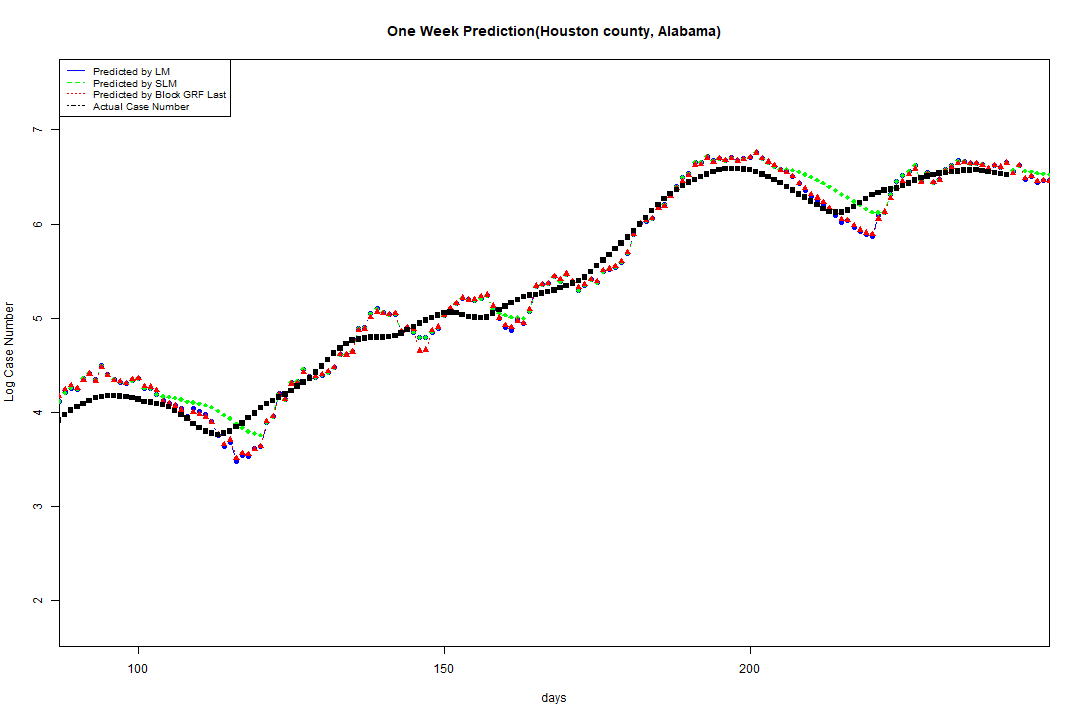 One Week Prediction(Houston county, Alabama)
Predicted by LM
Predicted by SLM
Predicted by Block GRF Last
Actual Case Number
Log Case Number
7
6
5
4
3
2
100
150
200
days